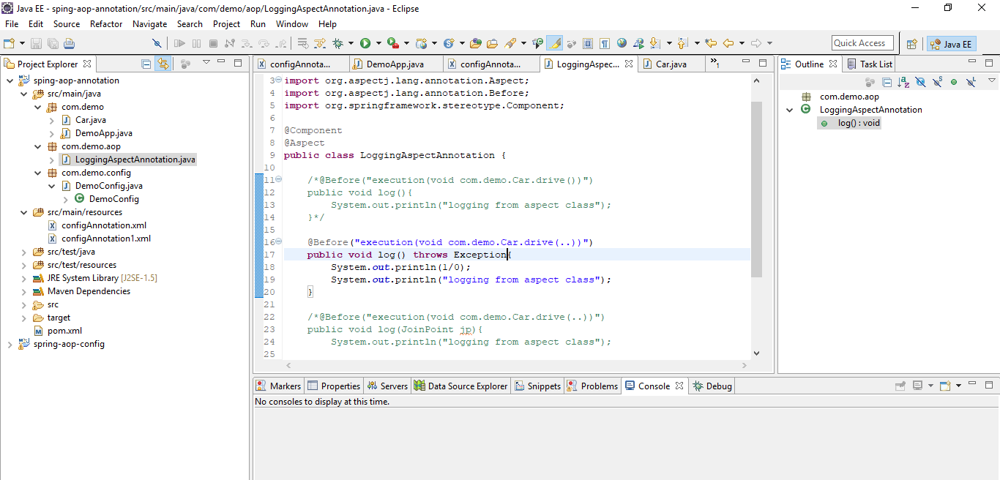 Java EE - sping-aop-annotation/src/main/java/com/demo/aop/LoggingAspectAnnotation.java - Eclipse
File Edit Source Refactor Navigate Search Project Run Window Help
Quick Access Java EE
Project Explorer
sping-aop-annotation
src/main/java
com.demo
Car.java
DemoApp.java
com.demo.aop
LoggingAspectAnnotation.java
com.demo.config
DemoConfig.java
DemoConfig
src/main/resources
configAnnotation.xml
configAnnotation1.xml
src/test/java
src/test/resources
JRE System Library [J2SE-1.5]
Maven Dependencies
src
target
pom.xml
spring-aop-config
configAnnota... DemoApp.java configAnnota... LoggingAspec... Car.java »1
3 import org.aspectj.lang.annotation.Aspect;
4 import org.aspectj.lang.annotation.Before;
5 import org.springframework.stereotype.Component;
6
7 @Component
8 @Aspect
9 public class LoggingAspectAnnotation {
10
11 /*@Before("execution(void com.demo.Car.drive())")
12 public void log(){
13 System.out.println("logging from aspect class");
14 }*/
15
16 @Before("execution(void com.demo.Car.drive(..))")
17 public void log() throws Exception{
18 System.out.println(1/0);
19 System.out.println("logging from aspect class");
20 }
21
22 /*@Before("execution(void com.demo.Car.drive(..))")
23 public void log(JoinPoint jp){
24 System.out.println("logging from aspect class");
25
Outline Task List
com.demo.aop
LoggingAspectAnnotation
log() : void
Markers Properties Servers Data Source Explorer Snippets Problems Console Debug
No consoles to display at this time.